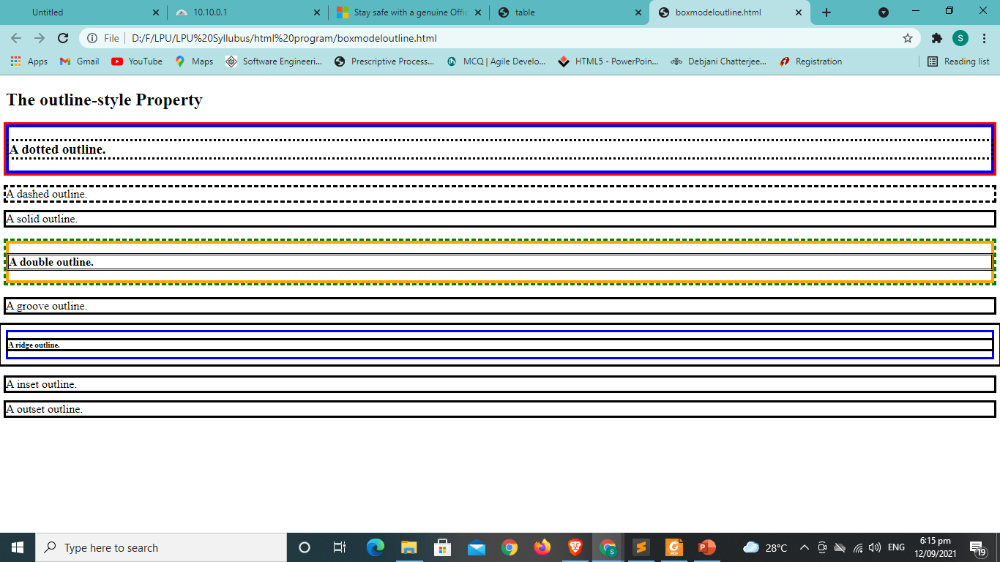 Untitled
10.10.0.1
Stay safe with a genuine Offic
table
boxmodeloutline.html
File
D:/F/LPU/LPU%20Syllubus/html%20program/boxmodeloutline.html
S
Apps
Gmail
YouTube
Maps
Software Engineeri...
Prescriptive Process...
MCQ | Agile Develo...
HTML5 - PowerPoin...
Debjani Chatterjee...
Registration
Reading list
The outline-style Property
A dotted outline.
A dashed outline.
A solid outline.
A double outline.
A groove outline.
A ridge outline.
A inset outline.
A outset outline.
Type here to search
28°C
ENG
6:15 pm
12/09/2021
19